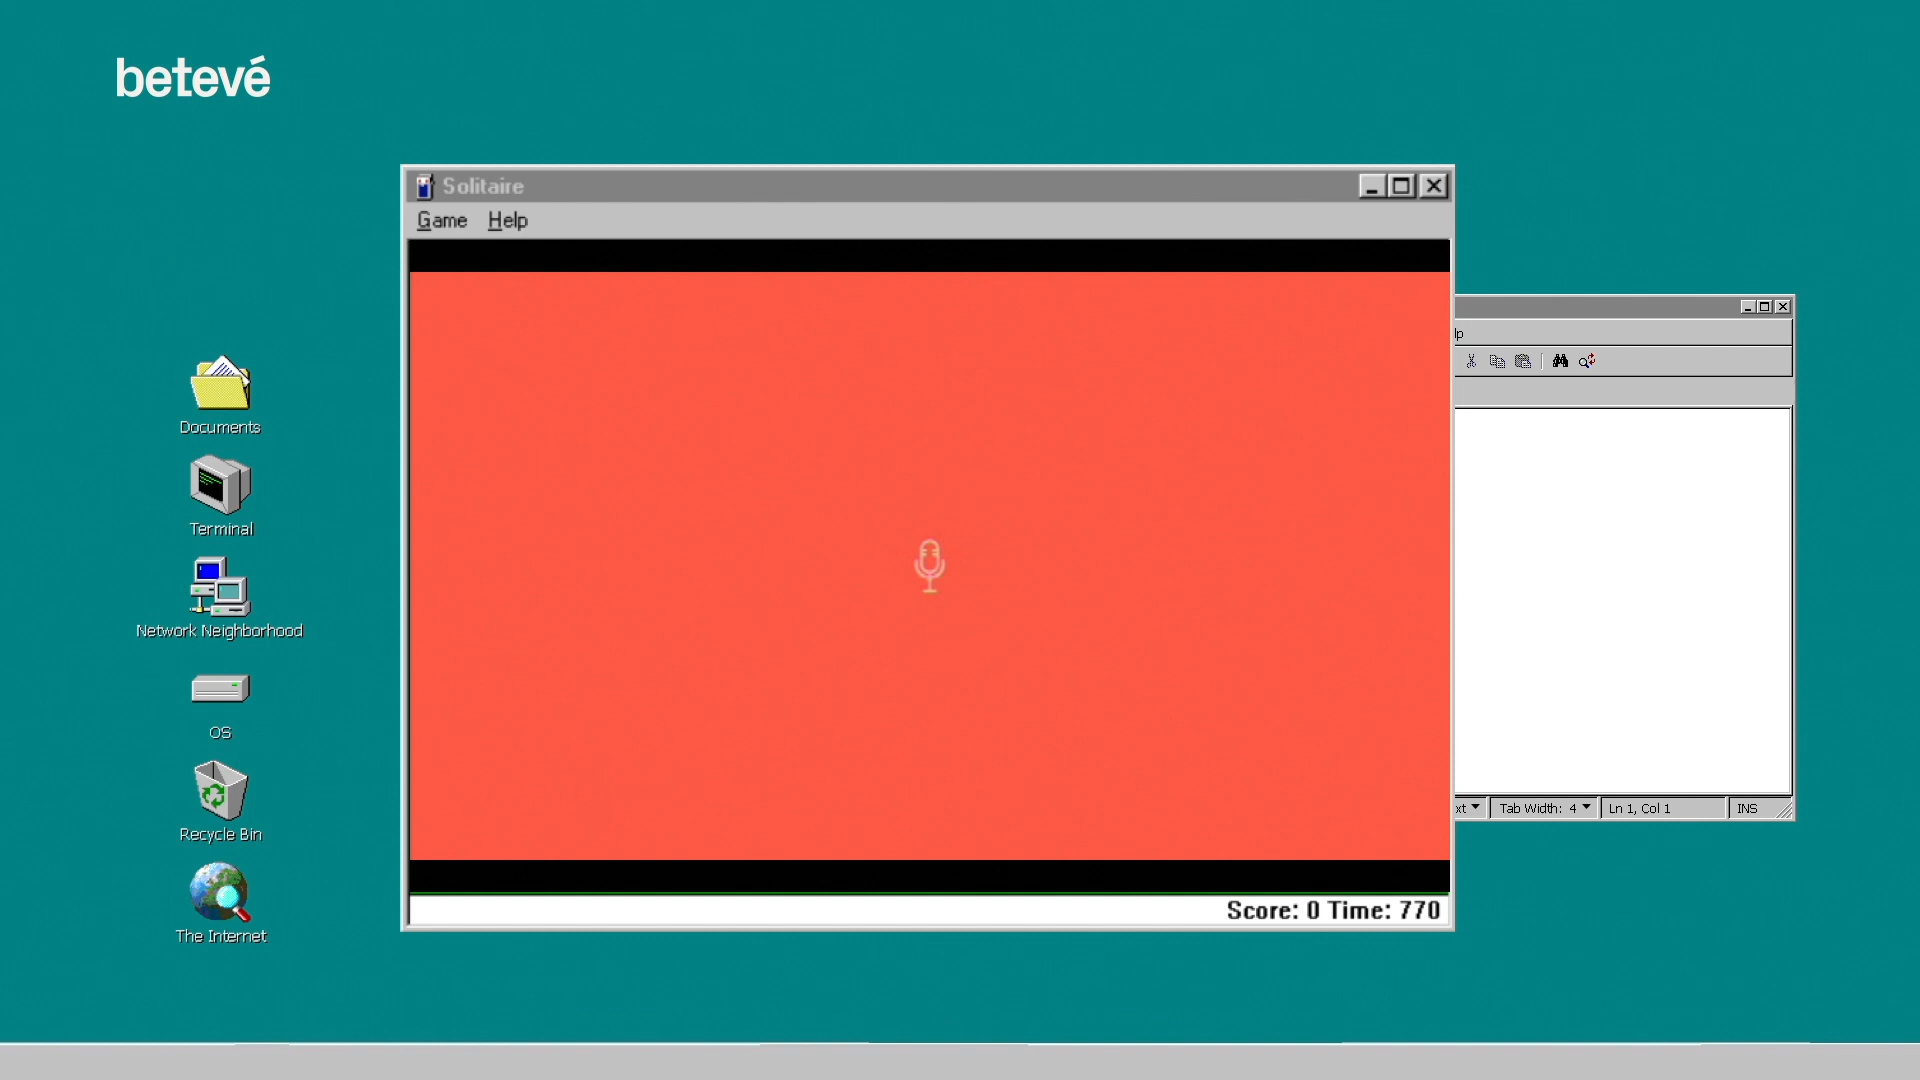 betevé
Solitaire
Game Help
lp
Documents
Terminal
Network Neighborhood
OS
Recycle Bin
The Internet
xt Tab Width: 4 Ln 1, Col 1 INS
Score: 0 Time: 770